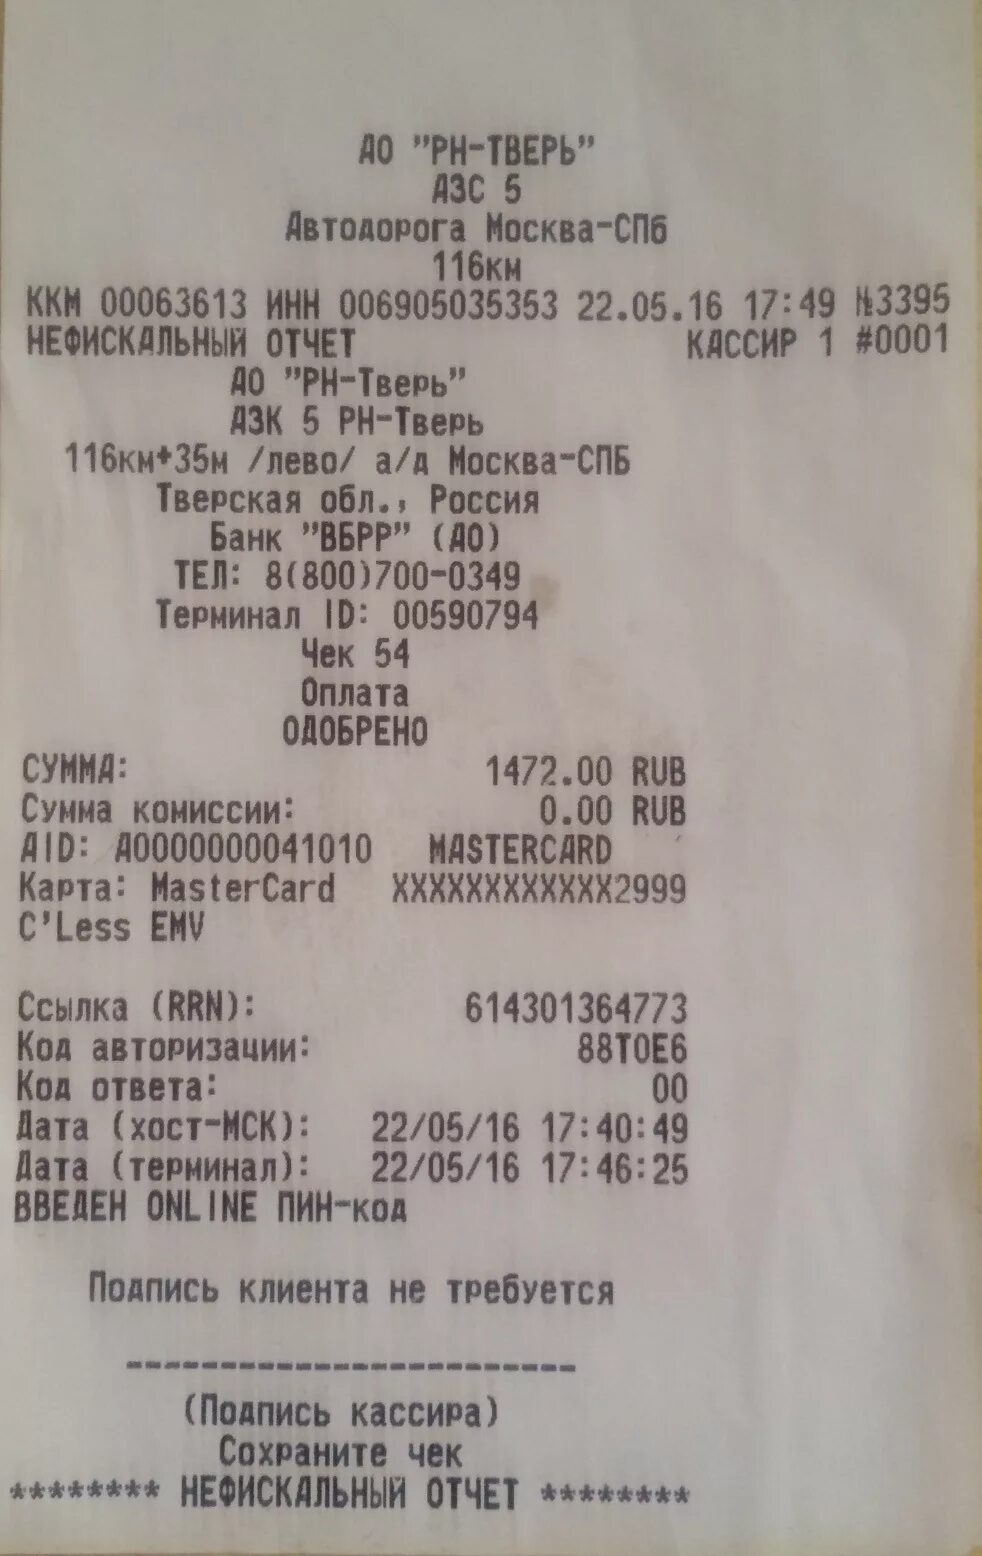 АО "РН-ТВЕРЬ"
АЗС 5
Автодорога Москва-СПб
116км
ККМ 00063613 ИНН 006905035353 22.05.16 17:49 №3395
НЕФИСКАЛЬНЫЙ ОТЧЕТ КАССИР 1 #0001
АО "РН-Тверь"
АЗК 5 РН-Тверь
116км+35м /лево/ а/д Москва-СПБ
Тверская обл., Россия
Банк "ВБРР" (АО)
ТЕЛ: 8(800)700-0349
Терминал ID: 00590794
Чек 54
Оплата
ОДОБРЕНО
СУММА: 1472.00 RUB
Сумма комиссии: 0.00 RUB
AID: A0000000041010 MASTERCARD
Карта: MasterCard XXXXXXXXXXXX2999
C'Less EMV
Ссылка (RRN): 614301364773
Код авторизации: 88T0E6
Код ответа: 00
Дата (хост-МСК): 22/05/16 17:40:49
Дата (терминал): 22/05/16 17:46:25
ВВЕДЕН ONLINE ПИН-код
Подпись клиента не требуется
------------------------
(Подпись кассира)
Сохраните чек
******** НЕФИСКАЛЬНЫЙ ОТЧЕТ ********